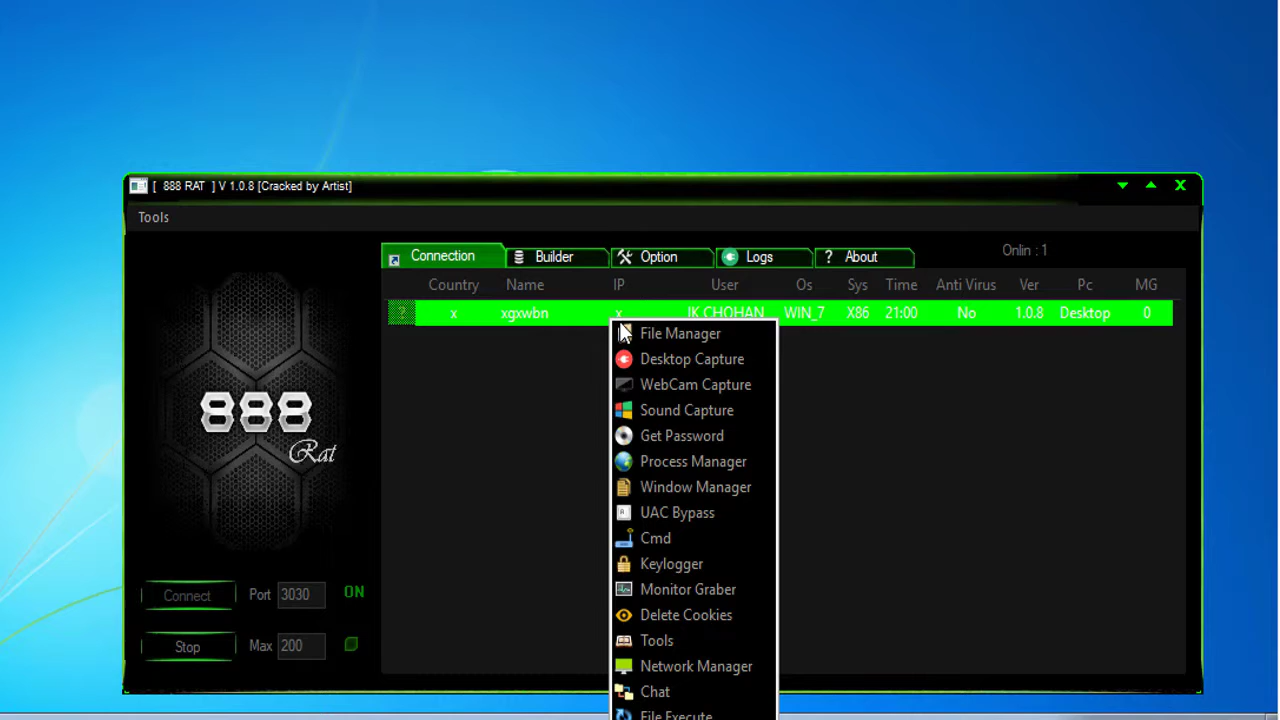 [ 888 RAT ] V 1.0.8 [Cracked by Artist]
Tools
Connection
Builder
Option
Logs
? About
Onlin : 1
Country Name IP User Os Sys Time Anti Virus Ver Pc MG
? x xgxwbn x JK CHOHAN WIN_7 X86 21:00 No 1.0.8 Desktop 0
File Manager
Desktop Capture
WebCam Capture
Sound Capture
Get Password
Process Manager
Window Manager
UAC Bypass
Cmd
Keylogger
Monitor Graber
Delete Cookies
Tools
Network Manager
Chat
File Execute
888
Rat
Connect Port 3030 ON
Stop Max 200